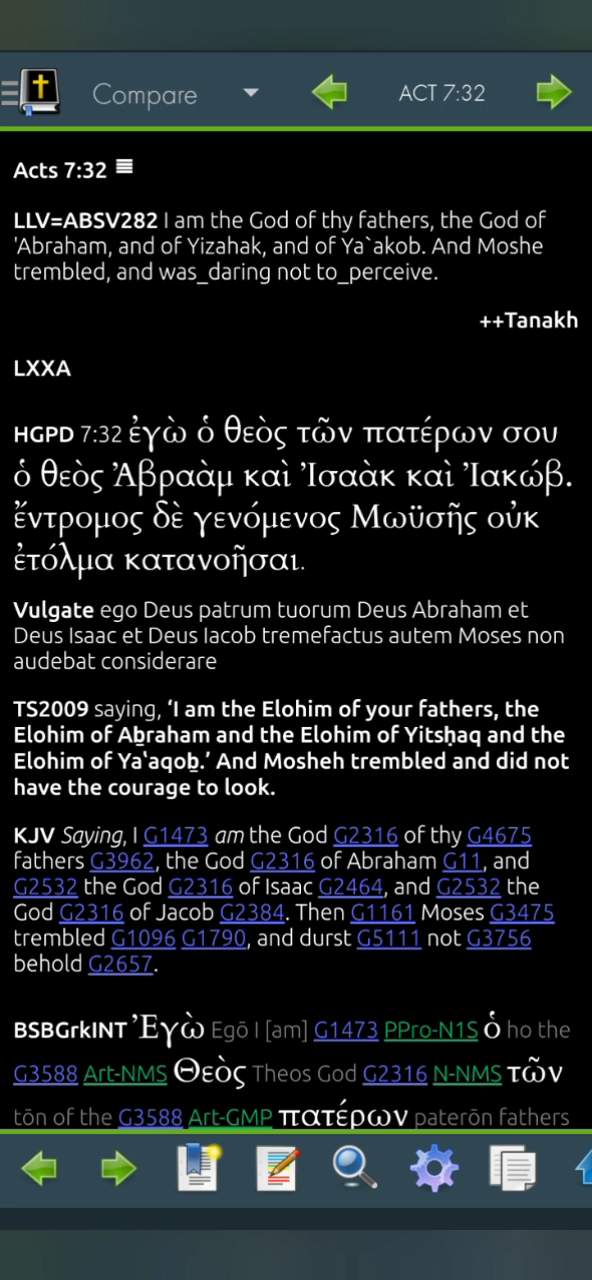 Compare
ACT 7:32
Acts 7:32
LLV=ABSV282 I am the God of thy fathers, the God of
'Abraham, and of Yizahak, and of Ya`akob. And Moshe
trembled, and was_daring not to_perceive.
++Tanakh
LXXA
HGPD 7:32 ἐγὼ ὁ θεὸς τῶν πατέρων σου
ὁ θεὸς Ἀβραὰμ καὶ Ἰσαὰκ καὶ Ἰακώβ.
ἔντρομος δὲ γενόμενος Μωϋσῆς οὐκ
ἐτόλμα κατανοῆσαι.
Vulgate ego Deus patrum tuorum Deus Abraham et
Deus Isaac et Deus Iacob tremefactus autem Moses non
audebat considerare
TS2009 saying, ‘I am the Elohim of your fathers, the
Elohim of Aḇraham and the Elohim of Yitsḥaq and the
Elohim of Yaʽaqoḇ.’ And Mosheh trembled and did not
have the courage to look.
KJV Saying, I G1473 am the God G2316 of thy G4675
fathers G3962, the God G2316 of Abraham G11, and
G2532 the God G2316 of Isaac G2464, and G2532 the
God G2316 of Jacob G2384. Then G1161 Moses G3475
trembled G1096 G1790, and durst G5111 not G3756
behold G2657.
BSBGrkINT Ἐγὼ Egō I [am] G1473 PPro-N1S ὁ ho the
G3588 Art-NMS Θεὸς Theos God G2316 N-NMS τῶν
tōn of the G3588 Art-GMP πατέρων paterōn fathers